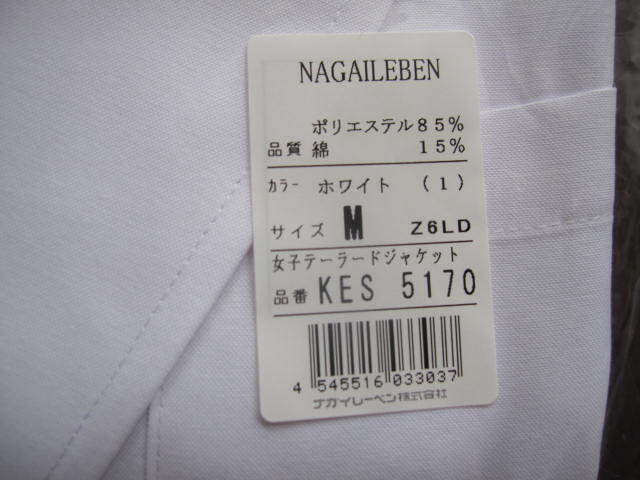 NAGAILEBEN
ポリエステル85%
品質 綿 15%
カラー ホワイト (1)
サイズ M Z6LD
女子テーラードジャケット
品番 KES 5170
4 545516 033037
ナガイレーベン株式会社